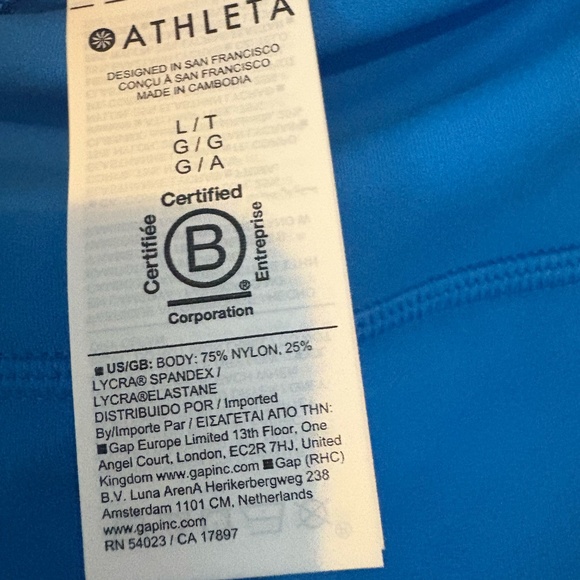 ATHLETA
DESIGNED IN SAN FRANCISCO
CONÇU À SAN FRANCISCO
MADE IN CAMBODIA
L / T
G / G
G / A
Certified
Certifiée
B
Entreprise
®
Corporation
US/GB: BODY: 75% NYLON, 25%
LYCRA® SPANDEX /
LYCRA®ELASTANE
DISTRIBUIDO POR / Imported
By/Importe Par / ΕΙΣΑΓΕΤΑΙ ΑΠΟ ΤΗΝ:
Gap Europe Limited 13th Floor, One
Angel Court, London, EC2R 7HJ, United
Kingdom www.gapinc.com Gap (RHC)
B.V. Luna ArenA Herikerbergweg 238
Amsterdam 1101 CM, Netherlands
www.gapinc.com
RN 54023 / CA 17897